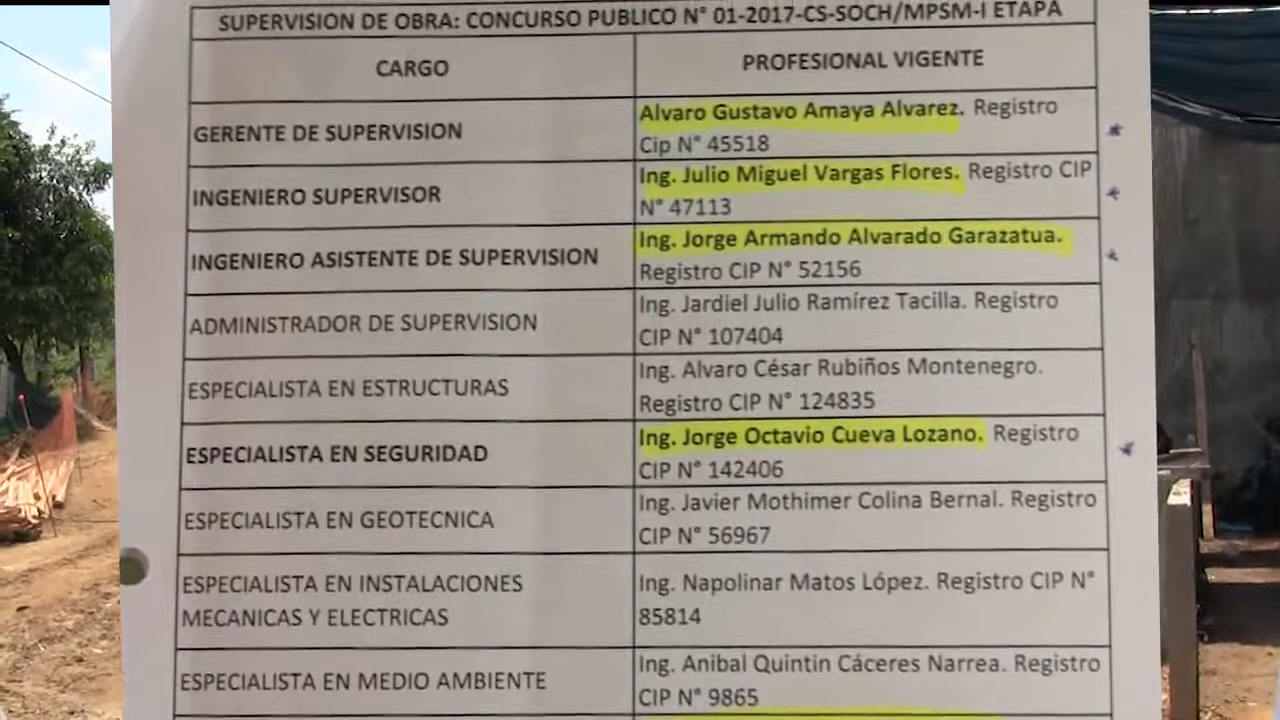 SUPERVISION DE OBRA: CONCURSO PUBLICO N° 01-2017-CS-SOCH/MPSM-I ETAPA
CARGO
PROFESIONAL VIGENTE
GERENTE DE SUPERVISION
Alvaro Gustavo Amaya Alvarez. Registro
Cip N° 45518
INGENIERO SUPERVISOR
Ing. Julio Miguel Vargas Flores. Registro CIP
N° 47113
INGENIERO ASISTENTE DE SUPERVISION
Ing. Jorge Armando Alvarado Garazatua.
Registro CIP N° 52156
ADMINISTRADOR DE SUPERVISION
Ing. Jardiel Julio Ramírez Tacilla. Registro
CIP N° 107404
ESPECIALISTA EN ESTRUCTURAS
Ing. Alvaro César Rubiños Montenegro.
Registro CIP N° 124835
ESPECIALISTA EN SEGURIDAD
Ing. Jorge Octavio Cueva Lozano. Registro
CIP N° 142406
ESPECIALISTA EN GEOTECNICA
Ing. Javier Mothimer Colina Bernal. Registro
CIP N° 56967
ESPECIALISTA EN INSTALACIONES
MECANICAS Y ELECTRICAS
Ing. Napolinar Matos López. Registro CIP N°
85814
ESPECIALISTA EN MEDIO AMBIENTE
Ing. Anibal Quintin Cáceres Narrea. Registro
CIP N° 9865